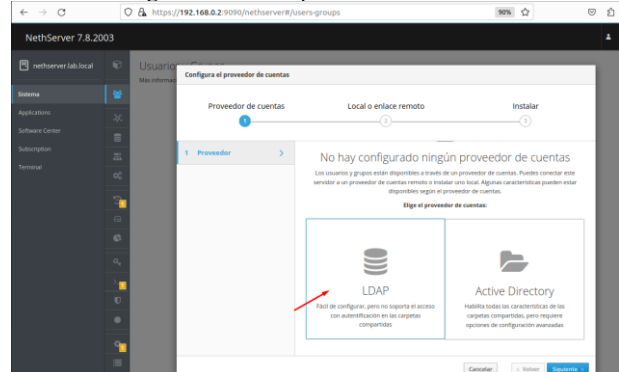 https://192.168.0.2:9090/nethserver#/users-groups
90%
NethServer 7.8.2003
nethserver.lab.local
Sistema
Applications
Software Center
Subscription
Terminal
Configura el proveedor de cuentas
Proveedor de cuentas
Local o enlace remoto
Instalar
1
2
3
1 Proveedor
No hay configurado ningún proveedor de cuentas
Los usuarios y grupos están disponibles a través de un proveedor de cuentas. Puedes conectar este
servidor a un proveedor de cuentas remoto o instalar uno local. Algunas características pueden estar
disponibles según el proveedor de cuentas.
Elige el proveedor de cuentas:
LDAP
Fácil de configurar, pero no soporta el acceso
con autentificación en las carpetas
compartidas
Active Directory
Habilita todas las características de las
carpetas compartidas, pero requiere
opciones de configuración avanzadas
Cancelar
‹ Volver
Siguiente ›